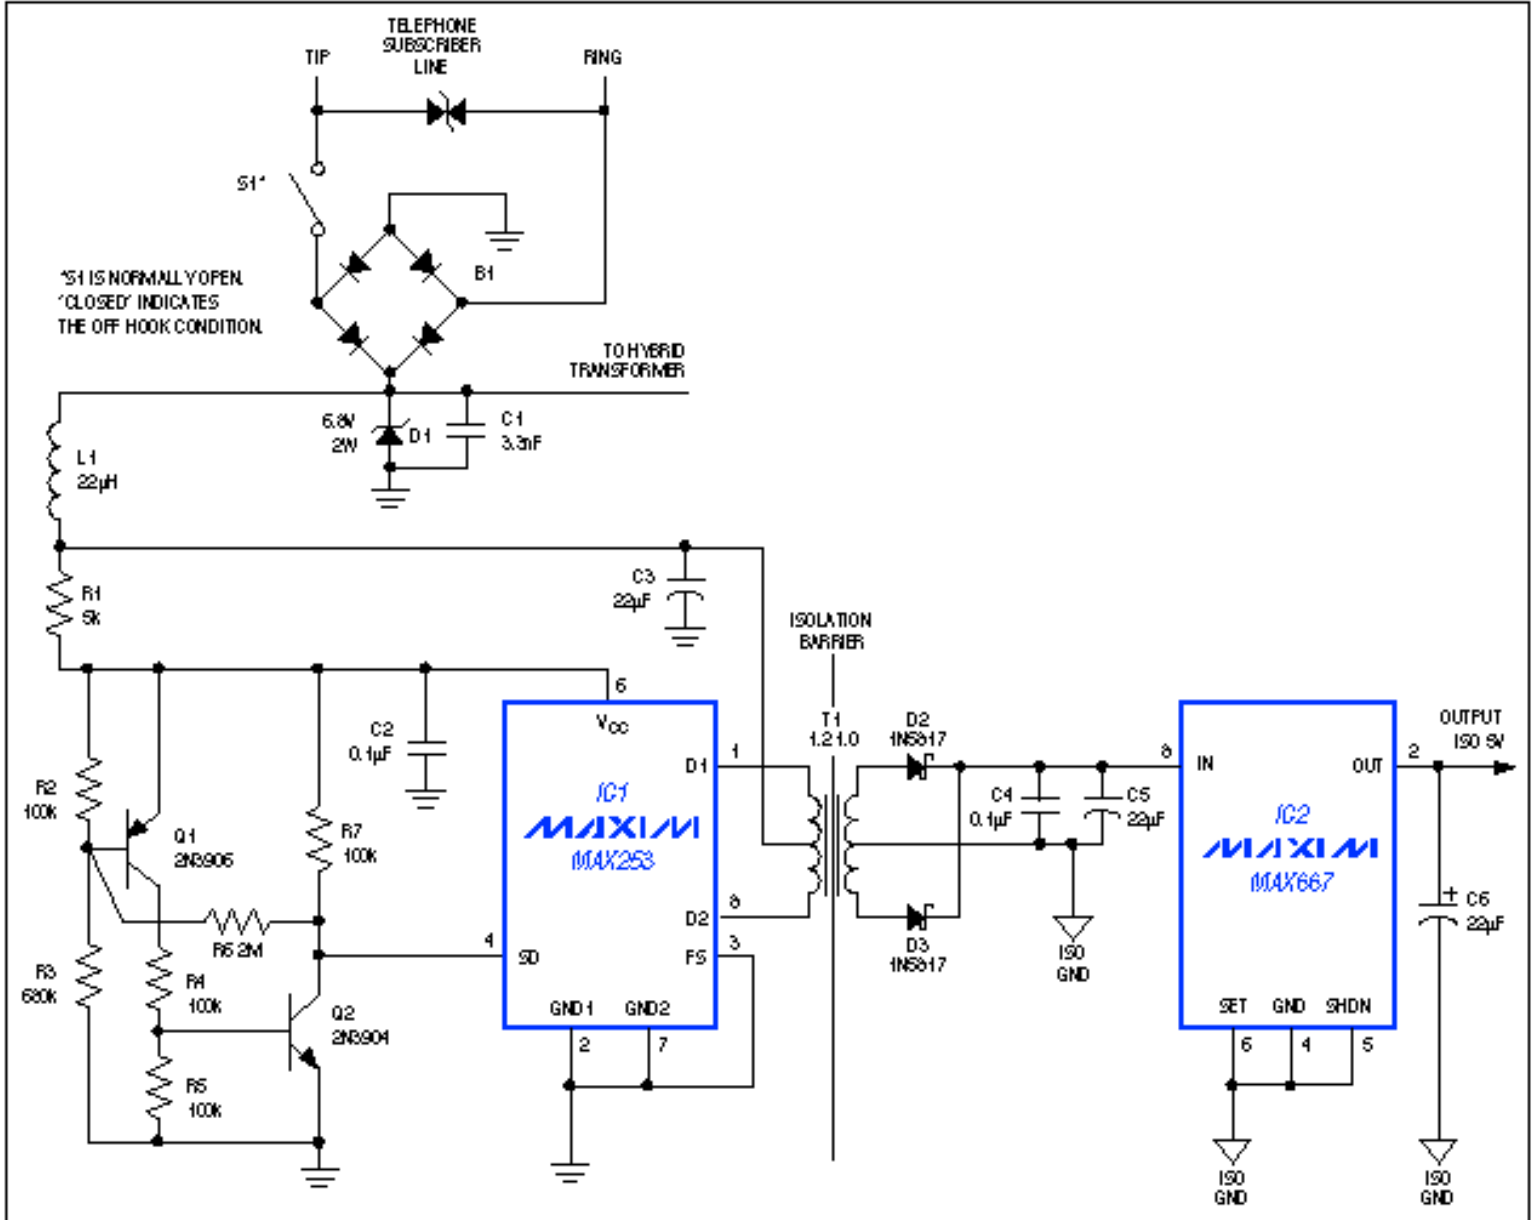 TELEPHONE
SUBSCRIBER
LINE
TIP
RING
S1*
B1
*S1 IS NORMALLY OPEN.
"CLOSED" INDICATES
THE OFF HOOK CONDITION.
TO HYBRID
TRANSFORMER
6.8V
2W
D1
C1
3.3nF
L1
22µH
R1
5k
C3
22µF
ISOLATION
BARRIER
6
VCC
C2
0.1µF
R2
100k
Q1
2N3906
R7
100k
IC1
MAXIM
MAX253
D1
1
T1
1.2:1.0
D2
1N5817
C4
0.1µF
C5
22µF
8
IN
OUT
2
OUTPUT
ISO 5V
IC2
MAXIM
MAX667
C6
22µF
+
D2
8
FS
3
D3
1N5817
ISO
GND
R6 2M
4
SD
R3
680k
R4
100k
Q2
2N3904
GND1
GND2
2
7
SET
GND
SHDN
6
4
5
R5
100k
ISO
GND
ISO
GND